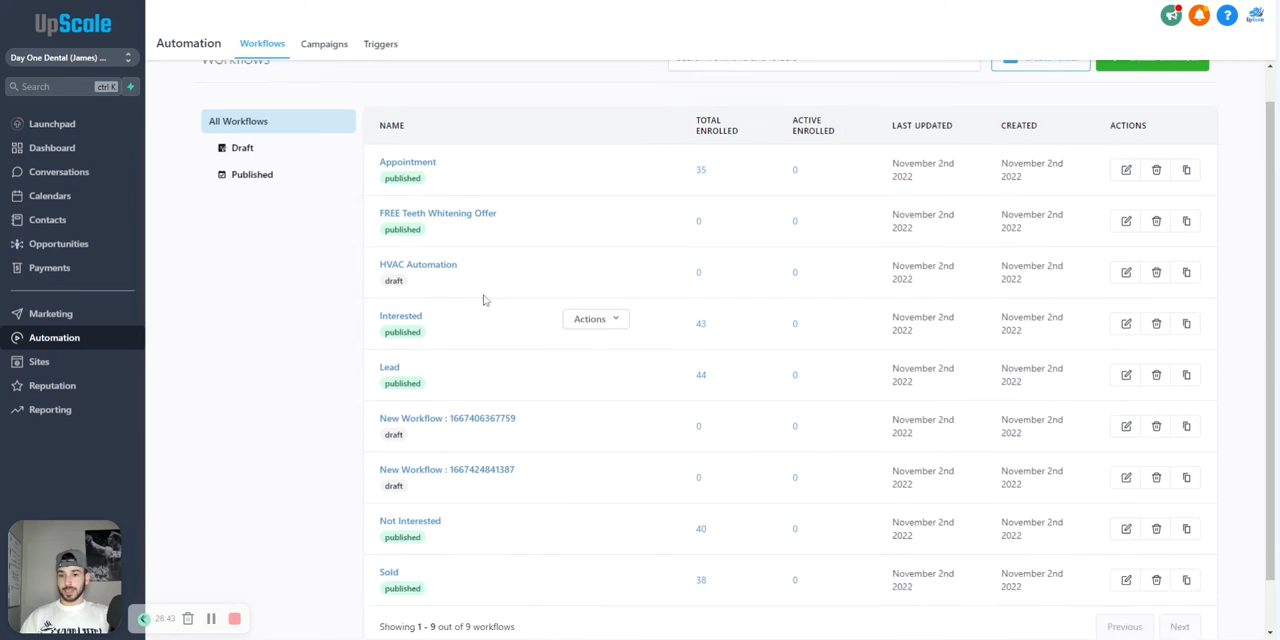 UpScale
Day One Dental (James) ...
Search
ctrl K
Launchpad
Dashboard
Conversations
Calendars
Contacts
Opportunities
Payments
Marketing
Automation
Sites
Reputation
Reporting
26:43
Automation
Workflows
Campaigns
Triggers
?
Workflows
All Workflows
Draft
Published
NAME
TOTAL ENROLLED
ACTIVE ENROLLED
LAST UPDATED
CREATED
ACTIONS
Appointment
published
35
0
November 2nd 2022
November 2nd 2022
FREE Teeth Whitening Offer
published
0
0
November 2nd 2022
November 2nd 2022
HVAC Automation
draft
0
0
November 2nd 2022
November 2nd 2022
Interested
published
Actions
43
0
November 2nd 2022
November 2nd 2022
Lead
published
44
0
November 2nd 2022
November 2nd 2022
New Workflow : 1667406367759
draft
0
0
November 2nd 2022
November 2nd 2022
New Workflow : 1667424841387
draft
0
0
November 2nd 2022
November 2nd 2022
Not Interested
published
40
0
November 2nd 2022
November 2nd 2022
Sold
published
38
0
November 2nd 2022
November 2nd 2022
Showing 1 - 9 out of 9 workflows
Previous
Next